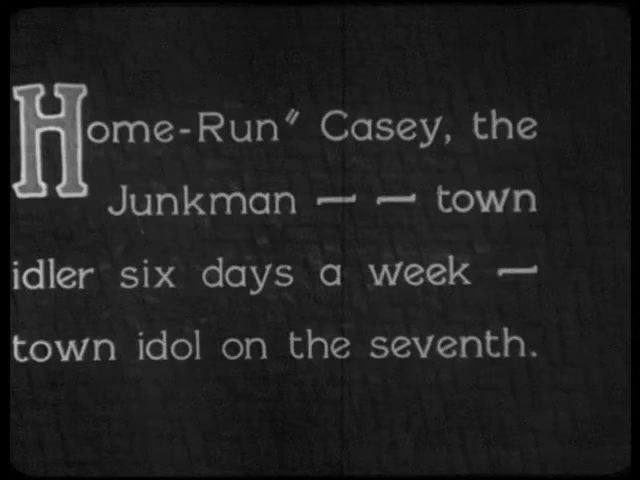 Home-Run" Casey, the
Junkman — — town
idler six days a week —
town idol on the seventh.